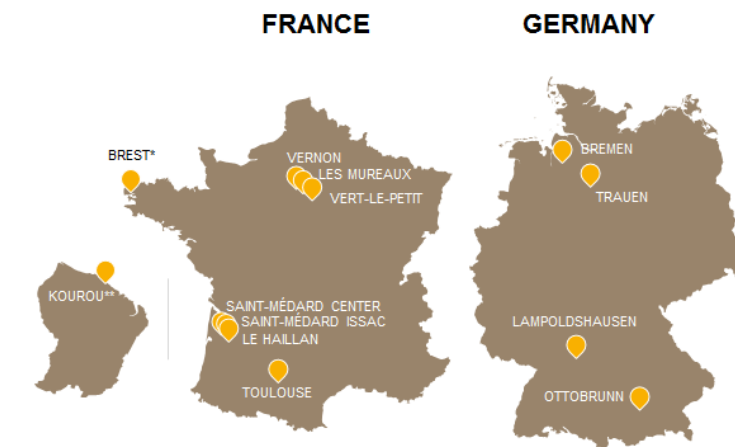 FRANCE
GERMANY
BREST*
VERNON
LES MUREAUX
VERT-LE-PETIT
KOUROU**
SAINT-MÉDARD CENTER
SAINT-MÉDARD ISSAC
LE HAILLAN
TOULOUSE
BREMEN
TRAUEN
LAMPOLDSHAUSEN
OTTOBRUNN